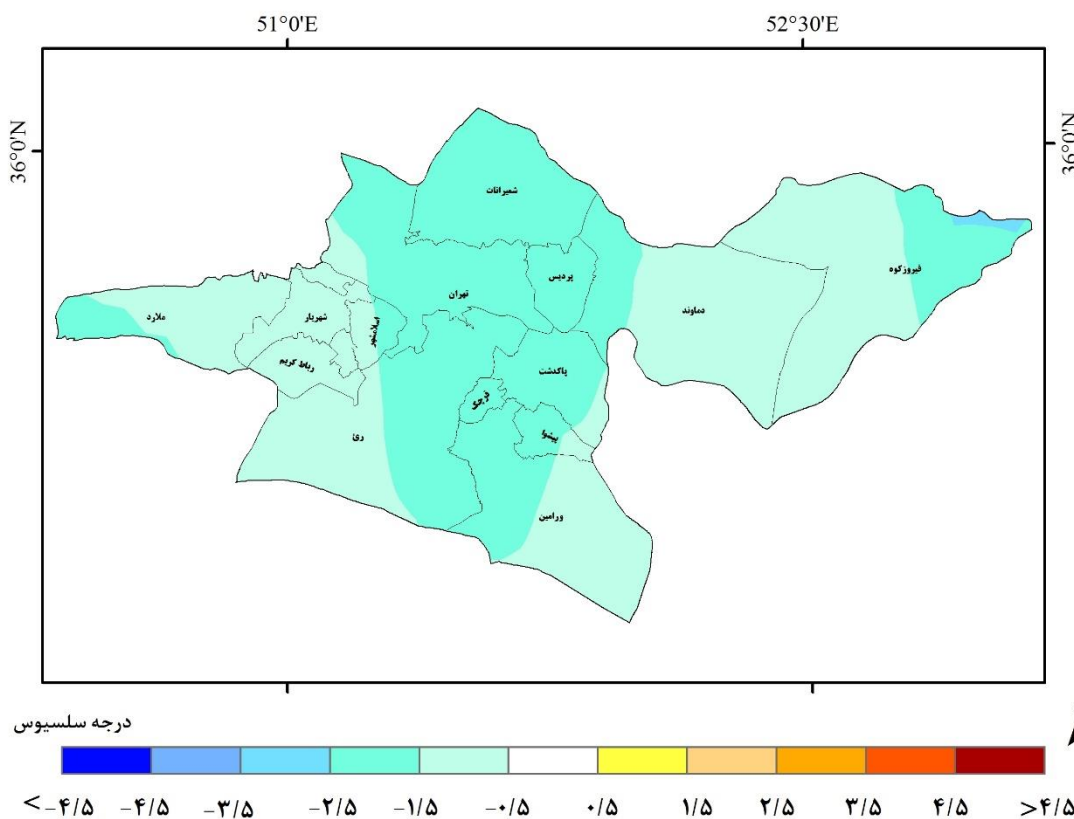 51°0'E
52°30'E
36°0'N
36°0'N
شمیرانات
پردیس
فیروزکوه
تهران
دماوند
ملارد
شهریار
اسلامشهر
رباط کریم
پاکدشت
قرچک
ری
پیشوا
ورامین
درجه سلسیوس
< -۴/۵ -۴/۵ -۳/۵ -۲/۵ -۱/۵ -۰/۵ ۰/۵ ۱/۵ ۲/۵ ۳/۵ ۴/۵ >۴/۵